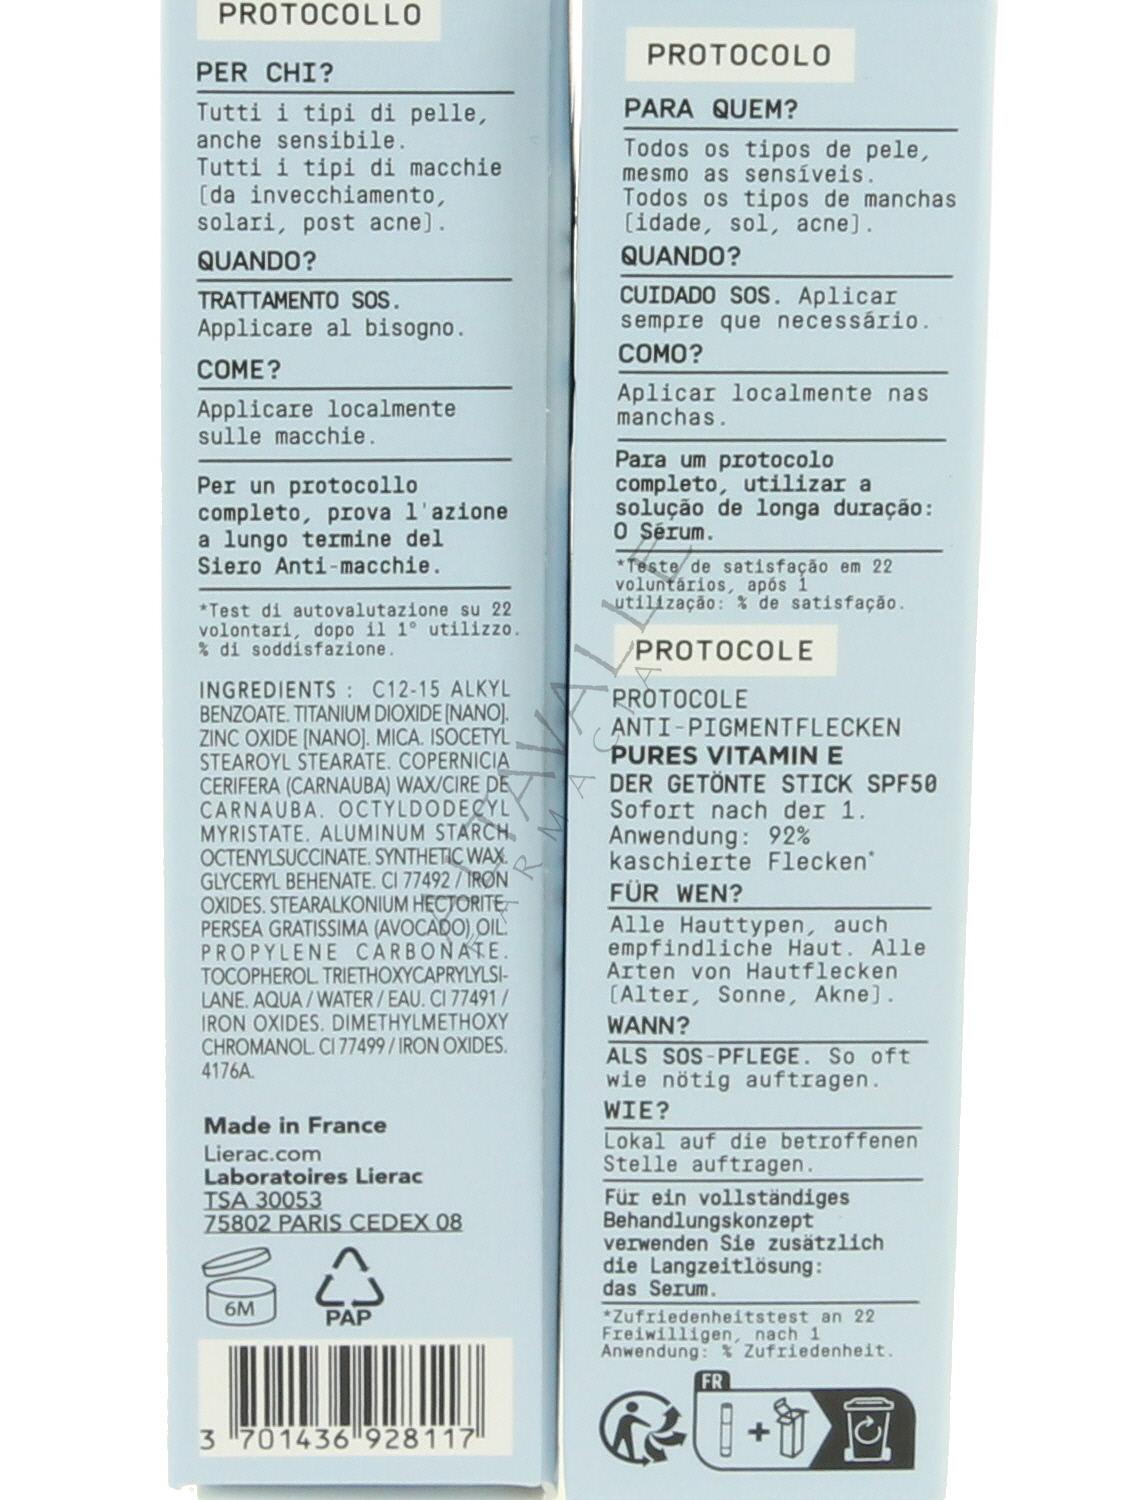 PROTOCOLLO
PER CHI?
Tutti i tipi di pelle,
anche sensibile.
Tutti i tipi di macchie
[da invecchiamento,
solari, post acne].
QUANDO?
TRATTAMENTO SOS.
Applicare al bisogno.
COME?
Applicare localmente
sulle macchie.
Per un protocollo
completo, prova l'azione
a lungo termine del
Siero Anti-macchie.
*Test di autovalutazione su 22
volontari, dopo il 1° utilizzo.
% di soddisfazione.
INGREDIENTS : C12-15 ALKYL
BENZOATE. TITANIUM DIOXIDE [NANO].
ZINC OXIDE [NANO]. MICA. ISOCETYL
STEAROYL STEARATE. COPERNICIA
CERIFERA (CARNAUBA) WAX/CIRE DE
CARNAUBA. OCTYLDODECYL
MYRISTATE. ALUMINUM STARCH
OCTENYLSUCCINATE. SYNTHETIC WAX.
GLYCERYL BEHENATE. CI 77492 / IRON
OXIDES. STEARALKONIUM HECTORITE.
PERSEA GRATISSIMA (AVOCADO) OIL.
PROPYLENE CARBONATE.
TOCOPHEROL. TRIETHOXYCAPRYLYLSI-
LANE. AQUA / WATER / EAU. CI 77491 /
IRON OXIDES. DIMETHYLMETHOXY
CHROMANOL. CI 77499 / IRON OXIDES.
4176A.
Made in France
Lierac.com
Laboratoires Lierac
TSA 30053
75802 PARIS CEDEX 08
6M
PAP
3 701436 928117
PROTOCOLO
PARA QUEM?
Todos os tipos de pele,
mesmo as sensíveis.
Todos os tipos de manchas
[idade, sol, acne].
QUANDO?
CUIDADO SOS. Aplicar
sempre que necessário.
COMO?
Aplicar localmente nas
manchas.
Para um protocolo
completo, utilizar a
solução de longa duração:
O Sérum.
*Teste de satisfação em 22
voluntários, após 1
utilização: % de satisfação.
PROTOCOLE
PROTOCOLE
ANTI-PIGMENTFLECKEN
PURES VITAMIN E
DER GETÖNTE STICK SPF50
Sofort nach der 1.
Anwendung: 92%
kaschierte Flecken*
FÜR WEN?
Alle Hauttypen, auch
empfindliche Haut. Alle
Arten von Hautflecken
[Alter, Sonne, Akne].
WANN?
ALS SOS-PFLEGE. So oft
wie nötig auftragen.
WIE?
Lokal auf die betroffenen
Stelle auftragen.
Für ein vollständiges
Behandlungskonzept
verwenden Sie zusätzlich
die Langzeitlösung:
das Serum.
*Zufriedenheitstest an 22
Freiwilligen, nach 1
Anwendung: % Zufriedenheit.
FR
+
ALTAVALLE
FARMACIA